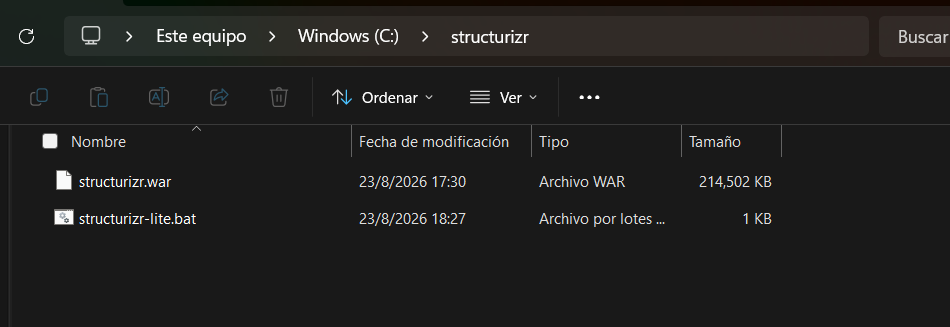 Este equipo > Windows (C:) > structurizr Buscar
Ordenar Ver
Nombre Fecha de modificación Tipo Tamaño
structurizr.war 23/8/2026 17:30 Archivo WAR 214,502 KB
structurizr-lite.bat 23/8/2026 18:27 Archivo por lotes ... 1 KB